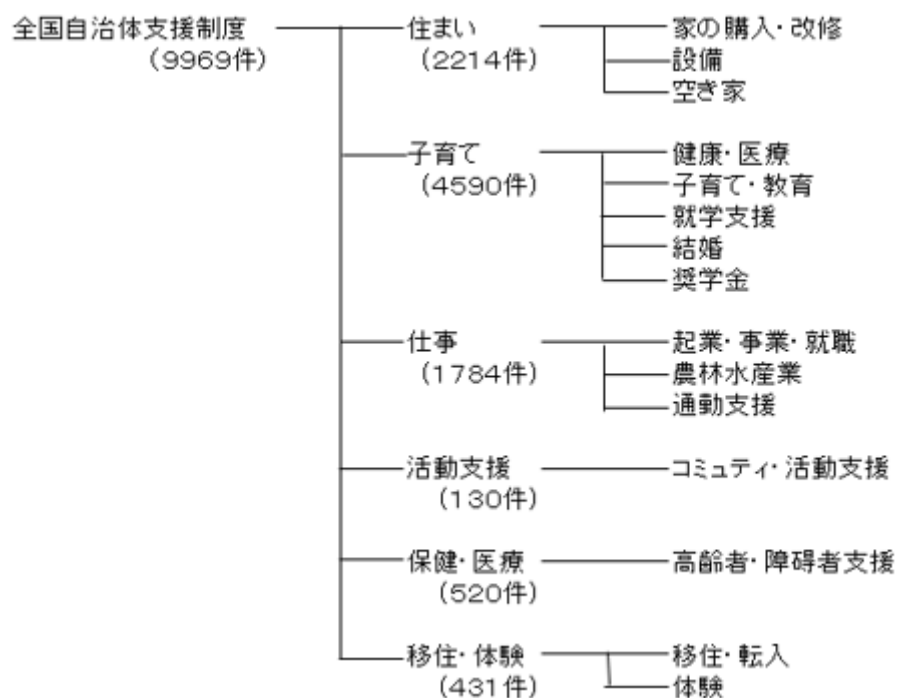 全国自治体支援制度
(9969件)
住まい
(2214件)
家の購入・改修
設備
空き家
子育て
(4590件)
健康・医療
子育て・教育
就学支援
結婚
奨学金
仕事
(1784件)
起業・事業・就職
農林水産業
通勤支援
活動支援
(130件)
コミュティ・活動支援
保健・医療
(520件)
高齢者・障碍者支援
移住・体験
(431件)
移住・転入
体験